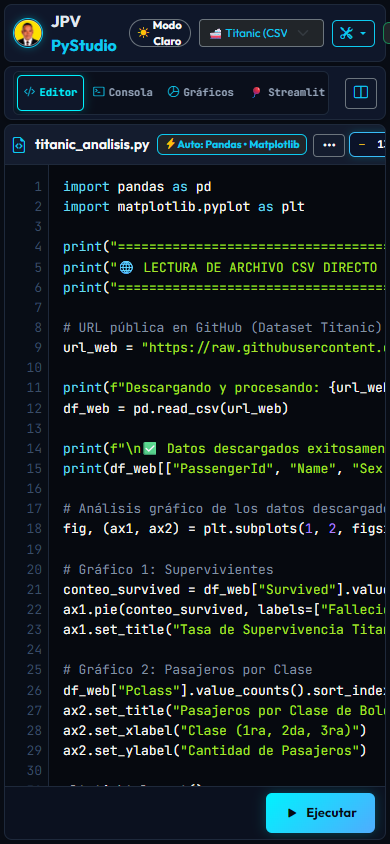 JPV
PyStudio
Modo
Claro
Titanic (CSV
Editor
Consola
Gráficos
Streamlit
titanic_analisis.py
Auto: Pandas • Matplotlib
•••
−
1
1 import pandas as pd
2 import matplotlib.pyplot as plt
3
4 print("===================================
5 print("🌐 LECTURA DE ARCHIVO CSV DIRECTO
6 print("===================================
7
8 # URL pública en GitHub (Dataset Titanic)
9 url_web = "https://raw.githubusercontent.
10
11 print(f"Descargando y procesando: {url_web
12 df_web = pd.read_csv(url_web)
13
14 print(f"\n✅ Datos descargados exitosamen
15 print(df_web[["PassengerId", "Name", "Sex
16
17 # Análisis gráfico de los datos descargado
18 fig, (ax1, ax2) = plt.subplots(1, 2, figs
19
20 # Gráfico 1: Supervivientes
21 conteo_survived = df_web["Survived"].value
22 ax1.pie(conteo_survived, labels=["Falleci
23 ax1.set_title("Tasa de Supervivencia Tita
24
25 # Gráfico 2: Pasajeros por Clase
26 df_web["Pclass"].value_counts().sort_inde
27 ax2.set_title("Pasajeros por Clase de Bol
28 ax2.set_xlabel("Clase (1ra, 2da, 3ra)")
29 ax2.set_ylabel("Cantidad de Pasajeros")
30
Ejecutar